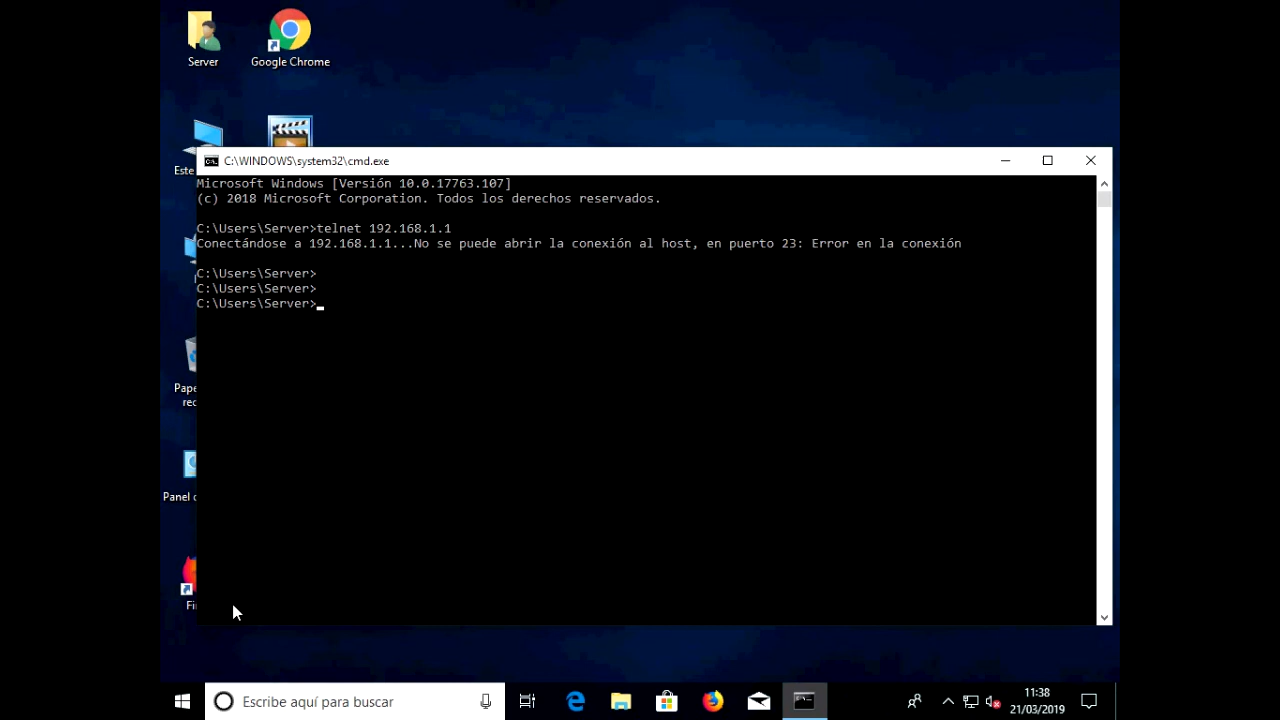 Server
Google Chrome
Este
C:\WINDOWS\system32\cmd.exe
Microsoft Windows [Versión 10.0.17763.107]
(c) 2018 Microsoft Corporation. Todos los derechos reservados.
C:\Users\Server>telnet 192.168.1.1
Conectándose a 192.168.1.1...No se puede abrir la conexión al host, en puerto 23: Error en la conexión
C:\Users\Server>
C:\Users\Server>
C:\Users\Server>
Pape
rec
Panel
Fi
Escribe aquí para buscar
11:38
21/03/2019